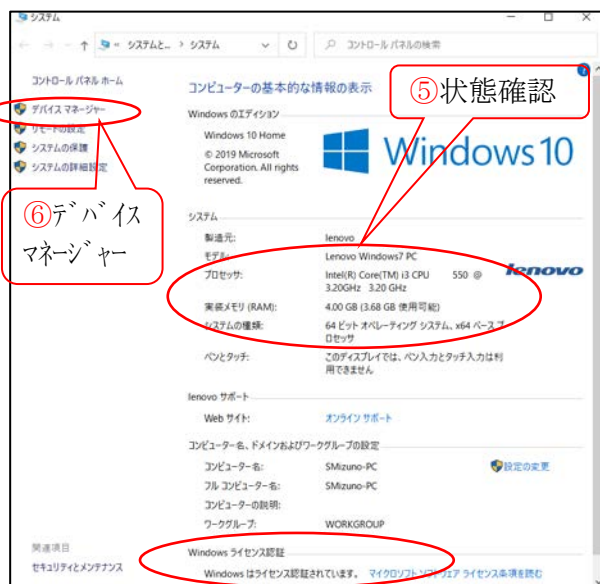 システム
システムと... > システム
コントロール パネルの検索
コントロール パネル ホーム
デバイス マネージャー
リモートの設定
システムの保護
システムの詳細設定
⑥デバイス
マネージャー
コンピューターの基本的な情報の表示
⑤状態確認
Windows のエディション
Windows 10 Home
© 2019 Microsoft
Corporation. All rights
reserved.
Windows 10
システム
製造元: lenovo
モデル: Lenovo Windows7 PC
プロセッサ: Intel(R) Core(TM) i3 CPU 550 @
3.20GHz 3.20 GHz
lenovo
実装メモリ (RAM): 4.00 GB (3.68 GB 使用可能)
システムの種類: 64 ビット オペレーティング システム、x64 ベース プ
ロセッサ
ペンとタッチ: このディスプレイでは、ペン入力とタッチ入力は利
用できません
lenovo サポート
Web サイト: オンライン サポート
コンピューター名、ドメインおよびワークグループの設定
コンピューター名: SMizuno-PC 設定の変更
フル コンピューター名: SMizuno-PC
コンピューターの説明:
ワークグループ: WORKGROUP
関連項目
セキュリティとメンテナンス
Windows ライセンス認証
Windows はライセンス認証されています。 マイクロソフト ソフトウェア ライセンス条項を読む